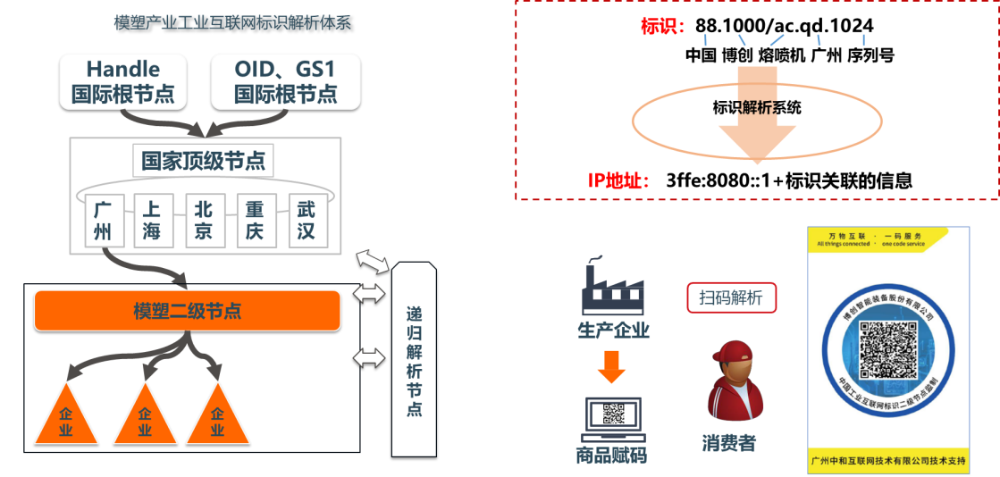 模塑产业工业互联网标识解析体系
Handle
国际根节点
OID、GS1
国际根节点
国家顶级节点
广州
上海
北京
重庆
武汉
模塑二级节点
企业
企业
企业
递归解析节点
标识：88.1000/ac.qd.1024
中国 博创 熔喷机 广州 序列号
标识解析系统
IP地址： 3ffe:8080::1+标识关联的信息
生产企业
商品赋码
扫码解析
消费者
万物互联 · 一码服务
All things connected · one code service
博创智能装备股份有限公司
中国工业互联网标识二级节点监制
广州中和互联网技术有限公司技术支持